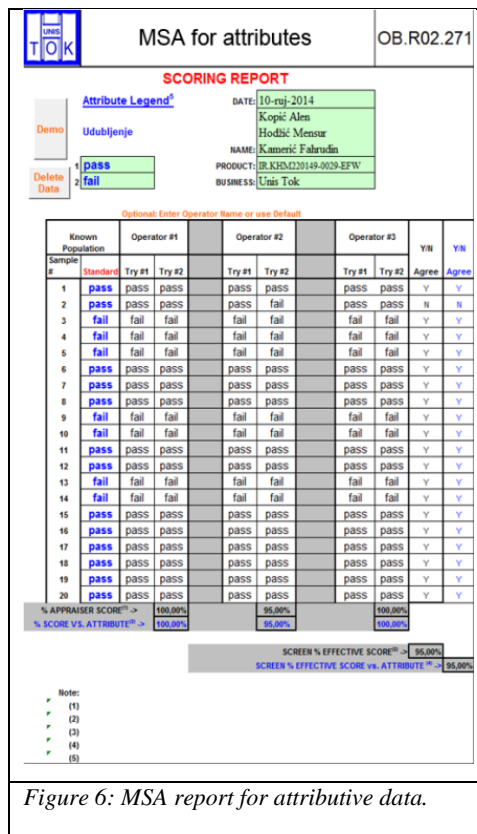 UNIS
TOK
MSA for attributes
OB.R02.271
SCORING REPORT
Attribute Legend⁵
DATE: 10-ruj-2014
Kopić Alen
Demo
Udubljenje
Hodžić Mensur
NAME: Kamerić Fahrudin
1 pass
PRODUCT: IR.KHM220149-0029-EFW
Delete Data
2 fail
BUSINESS: Unis Tok
Optional: Enter Operator Name or use Default
Known Population Operator #1 Operator #2 Operator #3 Y/N Y/N
Sample # Standard Try #1 Try #2 Try #1 Try #2 Try #1 Try #2 Agree Agree
1 pass pass pass pass pass pass pass Y Y
2 pass pass pass pass fail pass pass N N
3 fail fail fail fail fail fail fail Y Y
4 fail fail fail fail fail fail fail Y Y
5 fail fail fail fail fail fail fail Y Y
6 pass pass pass pass pass pass pass Y Y
7 pass pass pass pass pass pass pass Y Y
8 pass pass pass pass pass pass pass Y Y
9 fail fail fail fail fail fail fail Y Y
10 fail fail fail fail fail fail fail Y Y
11 pass pass pass pass pass pass pass Y Y
12 pass pass pass pass pass pass pass Y Y
13 fail fail fail fail fail fail fail Y Y
14 fail fail fail fail fail fail fail Y Y
15 pass pass pass pass pass pass pass Y Y
16 pass pass pass pass pass pass pass Y Y
17 pass pass pass pass pass pass pass Y Y
18 pass pass pass pass pass pass pass Y Y
19 pass pass pass pass pass pass pass Y Y
20 pass pass pass pass pass pass pass Y Y
% APPRAISER SCORE⁽¹⁾ -> 100,00% 95,00% 100,00%
% SCORE VS. ATTRIBUTE⁽²⁾ -> 100,00% 95,00% 100,00%
SCREEN % EFFECTIVE SCORE⁽³⁾ -> 95,00%
SCREEN % EFFECTIVE SCORE vs. ATTRIBUTE ⁽⁴⁾ -> 95,00%
Note:
(1)
(2)
(3)
(4)
(5)
Figure 6: MSA report for attributive data.